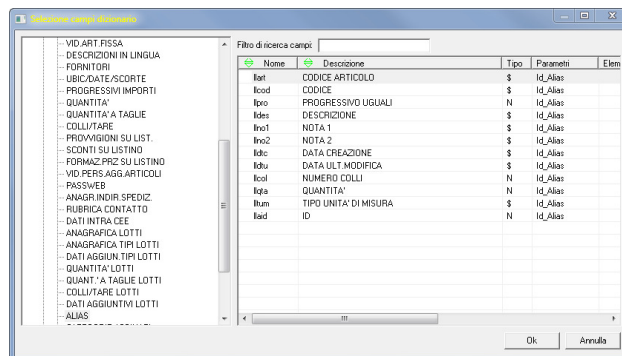 Selezione campi dizionario
VID.ART.FISSA
DESCRIZIONI IN LINGUA
FORNITORI
UBIC/DATE/SCORTE
PROGRESSIVI IMPORTI
QUANTITA'
QUANTITA' A TAGLIE
COLLI/TARE
PROVVIGIONI SU LIST.
SCONTI SU LISTINO
FORMAZ.PRZ SU LISTINO
VID.PERS.AGG.ARTICOLI
PASSWEB
ANAGR.INDIR.SPEDIZ.
RUBRICA CONTATTO
DATI INTRA CEE
ANAGRAFICA LOTTI
ANAGRAFICA TIPI LOTTI
DATI AGGIUN.TIPI LOTTI
QUANTITA' LOTTI
QUANT.' A TAGLIE LOTTI
COLLI/TARE LOTTI
DATI AGGIUNTIVI LOTTI
ALIAS
Filtro di ricerca campi:
Nome Descrizione Tipo Parametri Elem
llart CODICE ARTICOLO $ Id_Alias
llcod CODICE $ Id_Alias
llpro PROGRESSIVO UGUALI N Id_Alias
lldes DESCRIZIONE $ Id_Alias
llno1 NOTA 1 $ Id_Alias
llno2 NOTA 2 $ Id_Alias
lldtc DATA CREAZIONE $ Id_Alias
lldtu DATA ULT.MODIFICA $ Id_Alias
llcol NUMERO COLLI N Id_Alias
llqta QUANTITA' N Id_Alias
lltum TIPO UNITA' DI MISURA $ Id_Alias
llaid ID N Id_Alias
Ok Annulla